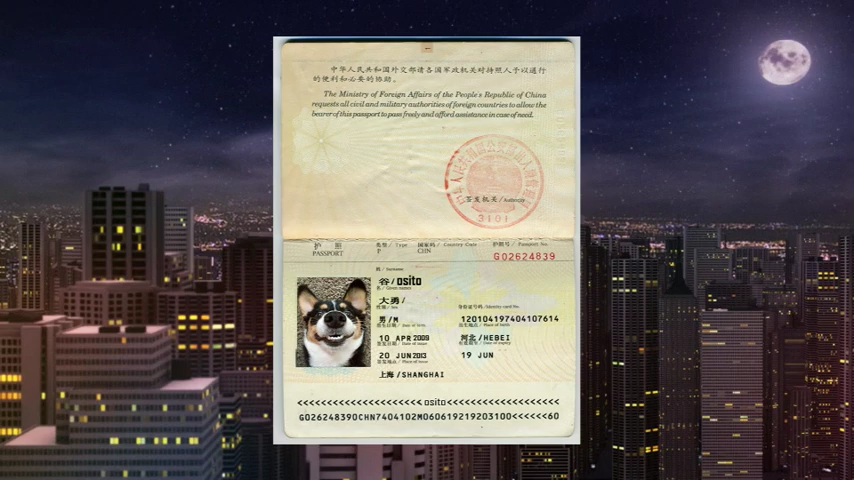 中华人民共和国外交部请各国军政机关对持照人予以通行
的便利和必要的协助。
The Ministry of Foreign Affairs of the People's Republic of China
requests all civil and military authorities of foreign countries to allow the
bearer of this passport to pass freely and afford assistance in case of need.
签发机关 / Authority
3101
护 照 类型 / Type 国家码 / Country Code 护照号 / Passport No.
PASSPORT P CHN G02624839
姓 / Surname
谷/osito
名 / Given names
大勇/
性别 / Sex 身份证号码 / Identity card No.
男/M 120104197404107614
出生日期 / Date of birth 出生地点 / Place of birth
10 APR 2009 河北/HEBEI
签发日期 / Date of issue Date of expiry
20 JUN 2013 19 JUN
签发地点 / Place of issue
上海/SHANGHAI
<<<<<<<<<<<<<<<<<<<<<<osito<<<<<<<<<<<<<<<<<<<<
G026248390CHN7404102M060619219203100<<<<<<60